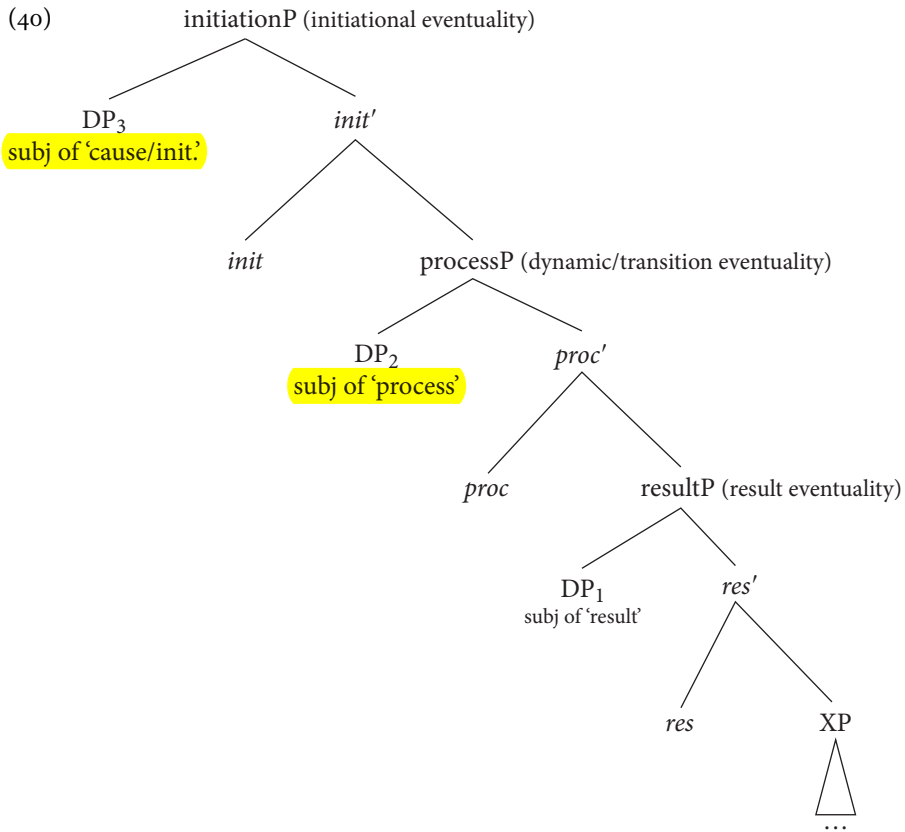 (40) initiationP (initiational eventuality)
DP₃ init′
subj of ‘cause/init.’
init processP (dynamic/transition eventuality)
DP₂ proc′
subj of ‘process’
proc resultP (result eventuality)
DP₁ res′
subj of ‘result’
res XP
…